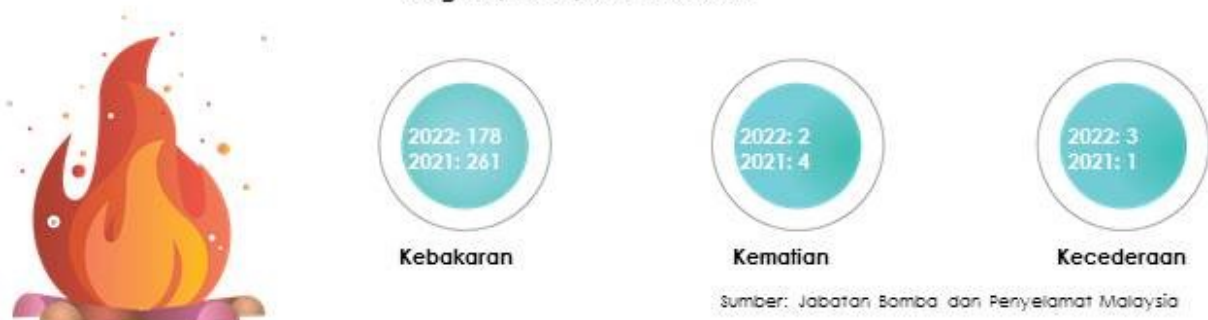 2022: 178
2021: 261
2022: 2
2021: 4
2022: 3
2021: 1
Kebakaran
Kematian
Kecederaan
Sumber: Jabatan Bomba dan Penyelamat Malaysia